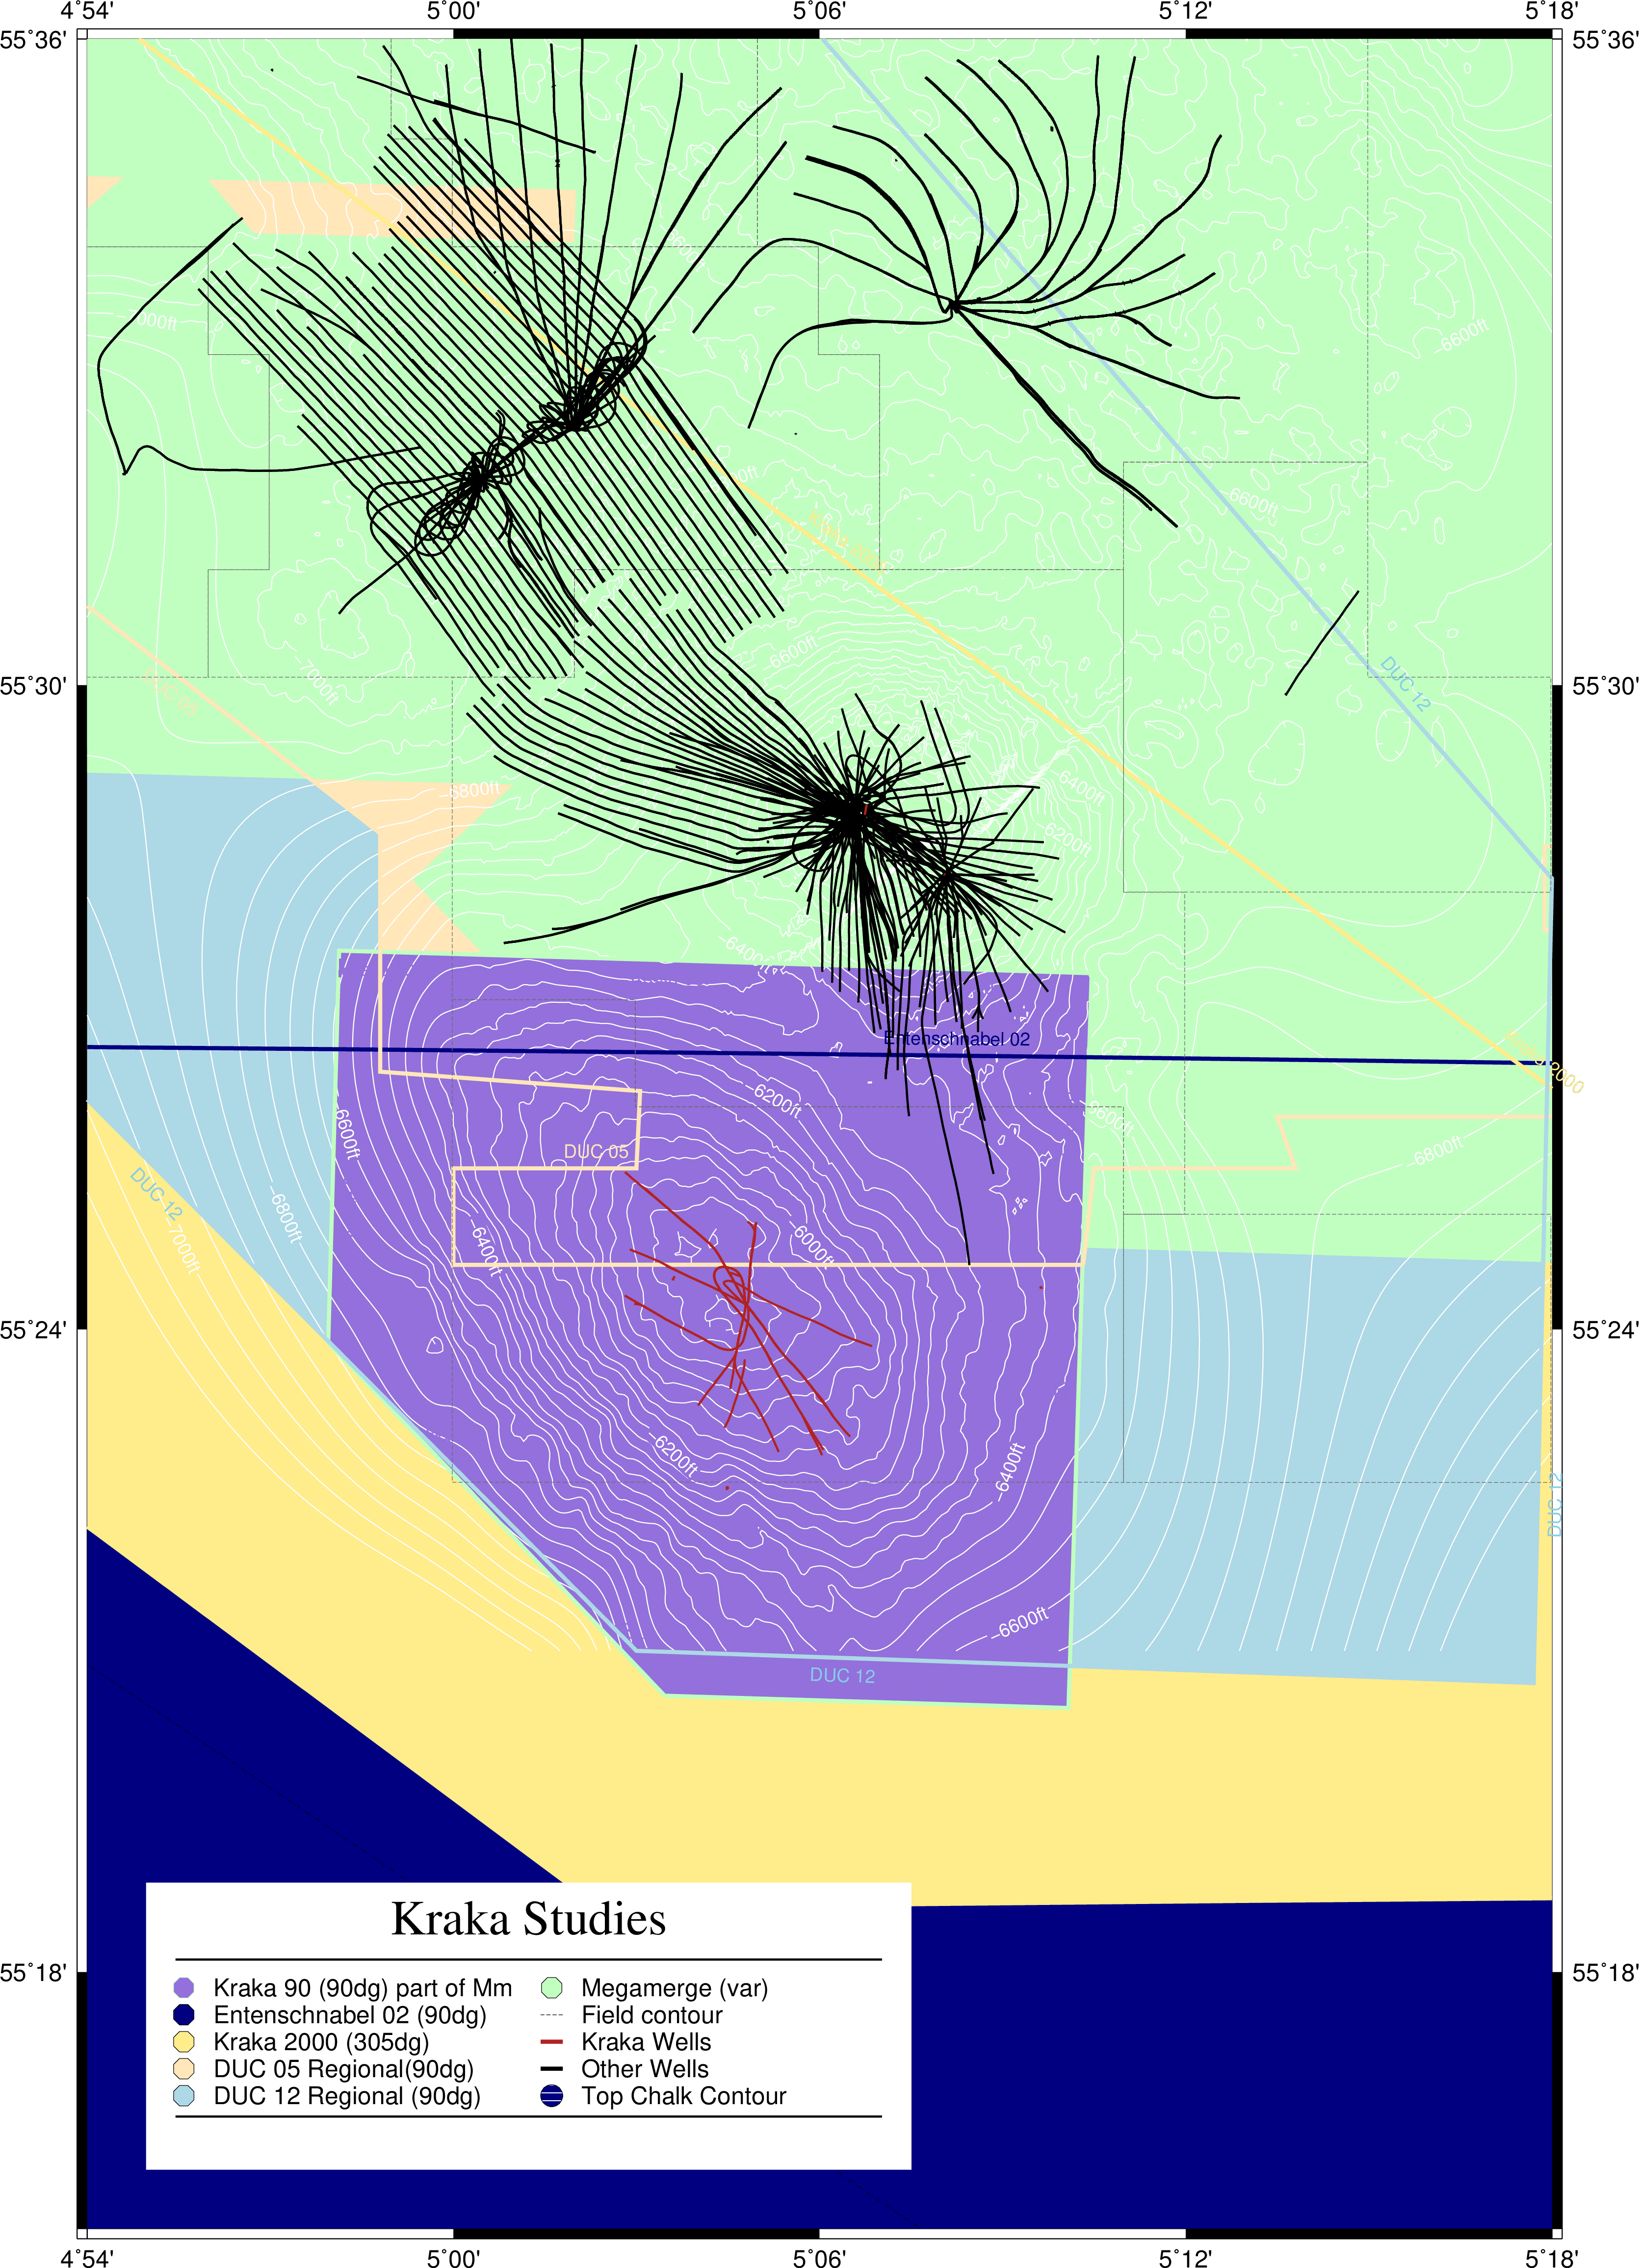 4°54' 5°00' 5°06' 5°12' 5°18'
55°36' 55°36'
−7000ft
−6600ft
−6600ft
Kraka 2000
−6600ft
−7000ft
DUC 05
DUC 12
55°30' 55°30'
−6800ft
−6400ft
−6200ft
−6400ft
Entenschnabel 02
Kraka 2000
−6200ft
−6600ft
−6600ft
DUC 05
−6800ft
DUC 12
−6800ft
−7000ft
−6400ft
−6000ft
55°24' 55°24'
−6200ft
−6400ft
DUC 12
−6600ft
DUC 12
Kraka Studies
55°18' 55°18'
Kraka 90 (90dg) part of Mm Megamerge (var)
Entenschnabel 02 (90dg) Field contour
Kraka 2000 (305dg) Kraka Wells
DUC 05 Regional(90dg) Other Wells
DUC 12 Regional (90dg) Top Chalk Contour
4°54' 5°00' 5°06' 5°12' 5°18'